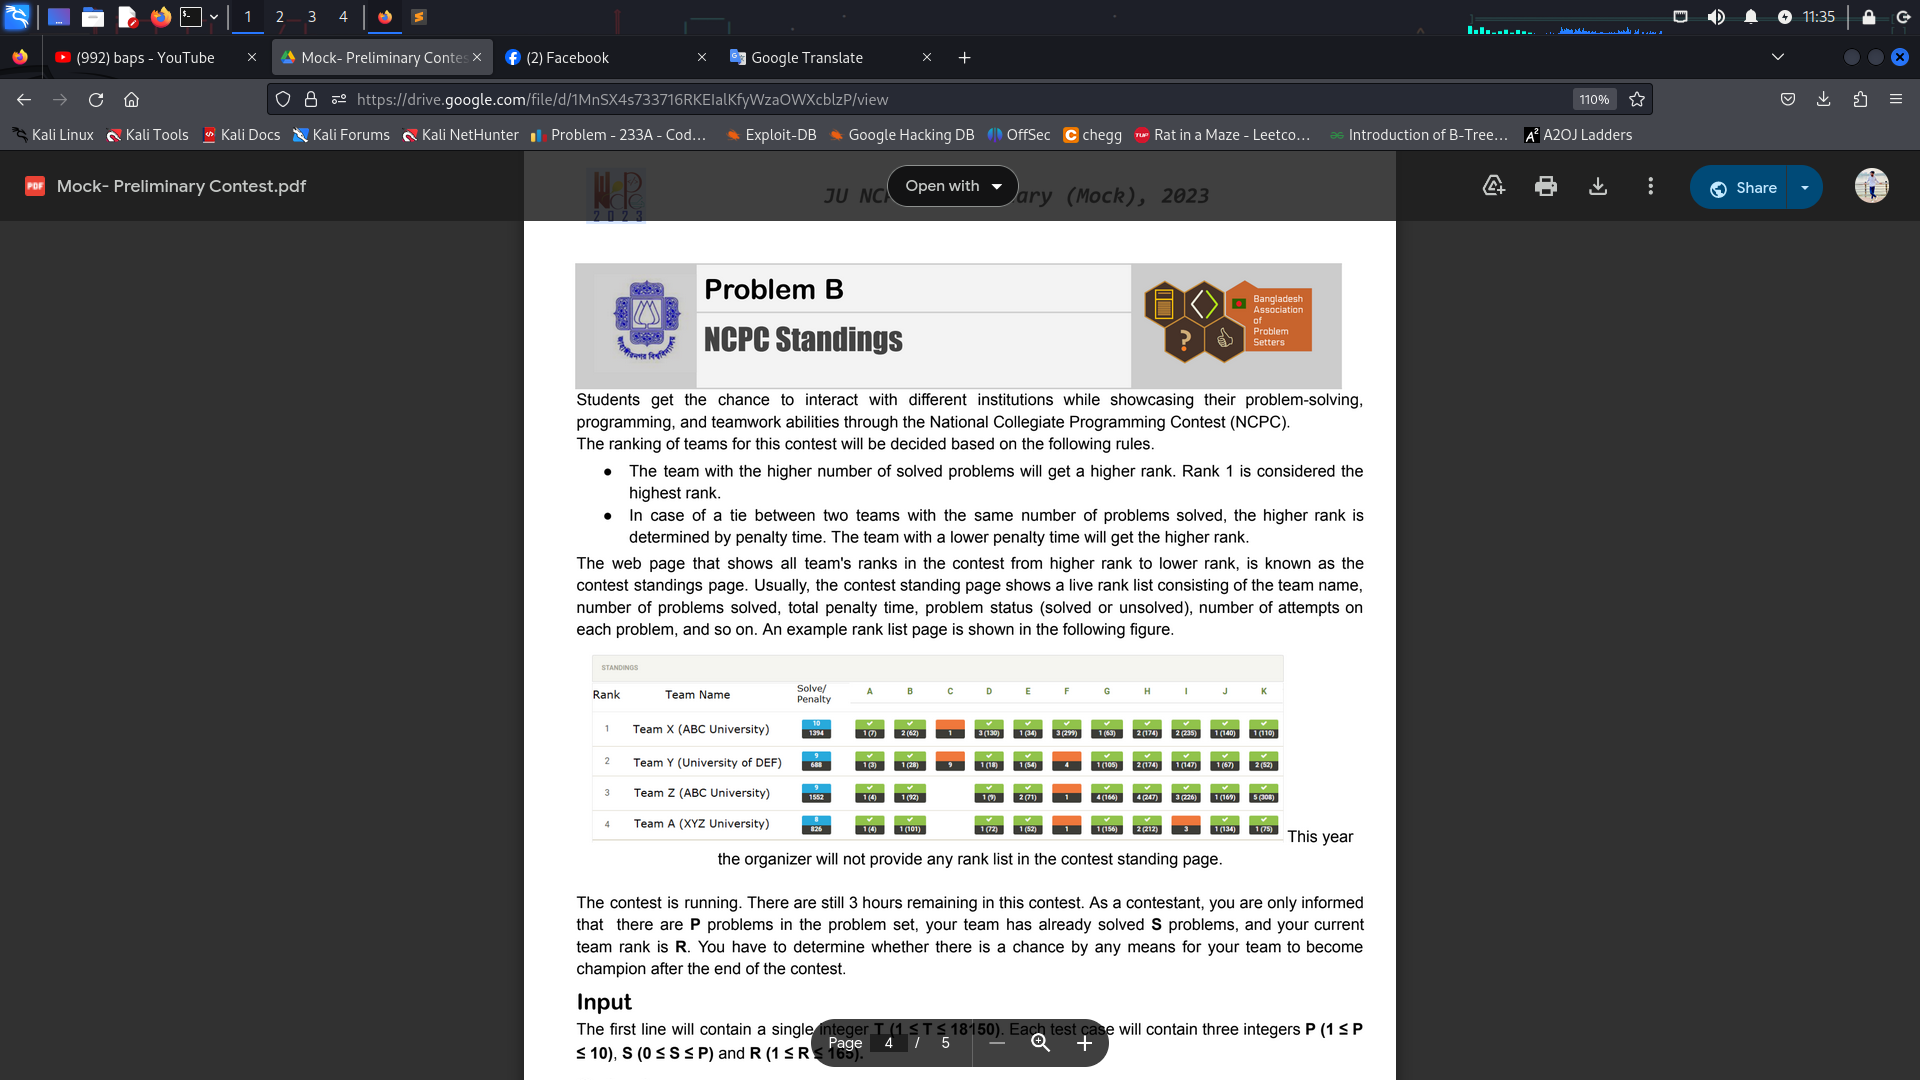 1 2 3 4 11:35
(992) baps - YouTube Mock- Preliminary Contes (2) Facebook Google Translate
https://drive.google.com/file/d/1MnSX4s733716RKEIalKfyWzaOWXcblzP/view 110%
Kali Linux Kali Tools Kali Docs Kali Forums Kali NetHunter Problem - 233A - Cod... Exploit-DB Google Hacking DB OffSec chegg Rat in a Maze - Leetco... Introduction of B-Tree... A2OJ Ladders
PDF Mock- Preliminary Contest.pdf Open with Share
2023
JU NC ary (Mock), 2023
Problem B
NCPC Standings
Bangladesh
Association
of
Problem
Setters
Students get the chance to interact with different institutions while showcasing their problem-solving,
programming, and teamwork abilities through the National Collegiate Programming Contest (NCPC).
The ranking of teams for this contest will be decided based on the following rules.
● The team with the higher number of solved problems will get a higher rank. Rank 1 is considered the
highest rank.
● In case of a tie between two teams with the same number of problems solved, the higher rank is
determined by penalty time. The team with a lower penalty time will get the higher rank.
The web page that shows all team's ranks in the contest from higher rank to lower rank, is known as the
contest standings page. Usually, the contest standing page shows a live rank list consisting of the team name,
number of problems solved, total penalty time, problem status (solved or unsolved), number of attempts on
each problem, and so on. An example rank list page is shown in the following figure.
STANDINGS
Rank Team Name Solve/ Penalty A B C D E F G H I J K
1 Team X (ABC University) 10 1394 1 (7) 2 (62) 1 3 (130) 1 (34) 3 (299) 1 (63) 2 (174) 2 (235) 1 (140) 1 (110)
2 Team Y (University of DEF) 9 688 1 (3) 1 (28) 9 1 (18) 1 (54) 4 1 (105) 2 (174) 1 (147) 1 (67) 2 (52)
3 Team Z (ABC University) 9 1552 1 (4) 1 (92) 1 (9) 2 (71) 1 4 (166) 4 (247) 3 (226) 1 (169) 5 (308)
4 Team A (XYZ University) 8 826 1 (4) 1 (101) 1 (72) 1 (52) 1 1 (156) 2 (212) 3 1 (134) 1 (75)
This year
the organizer will not provide any rank list in the contest standing page.
The contest is running. There are still 3 hours remaining in this contest. As a contestant, you are only informed
that there are P problems in the problem set, your team has already solved S problems, and your current
team rank is R. You have to determine whether there is a chance by any means for your team to become
champion after the end of the contest.
Input
The first line will contain a single integer T (1 ≤ T ≤ 18150). Each test case will contain three integers P (1 ≤ P
≤ 10), S (0 ≤ S ≤ P) and R (1 ≤ R ≤ 165).
Page 4 / 5